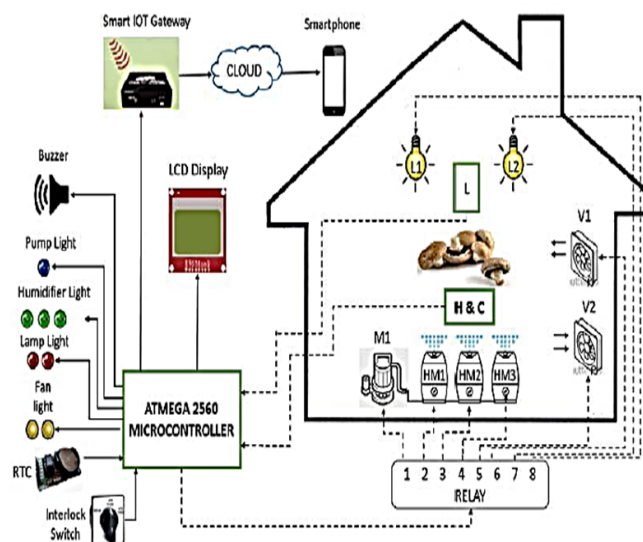 Smart IOT Gateway
Smartphone
CLOUD
Buzzer
LCD Display
L1
L2
L
V1
Pump Light
Humidifier Light
H & C
V2
Lamp Light
M1
HM1
HM2
HM3
Fan
light
ATMEGA 2560
MICROCONTROLLER
RTC
1 2 3 4 5 6 7 8
RELAY
Interlock
Switch